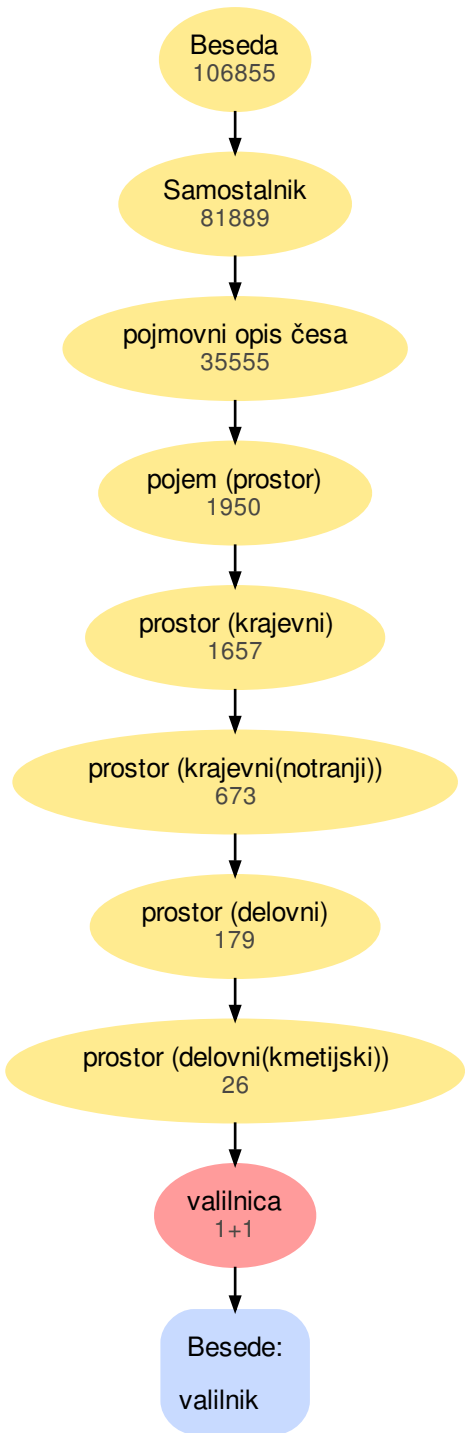 Beseda
106855
Samostalnik
81889
pojmovni opis česa
35555
pojem (prostor)
1950
prostor (krajevni)
1657
prostor (krajevni(notranji))
673
prostor (delovni)
179
prostor (delovni(kmetijski))
26
valilnica
1+1
Besede:
valilnik